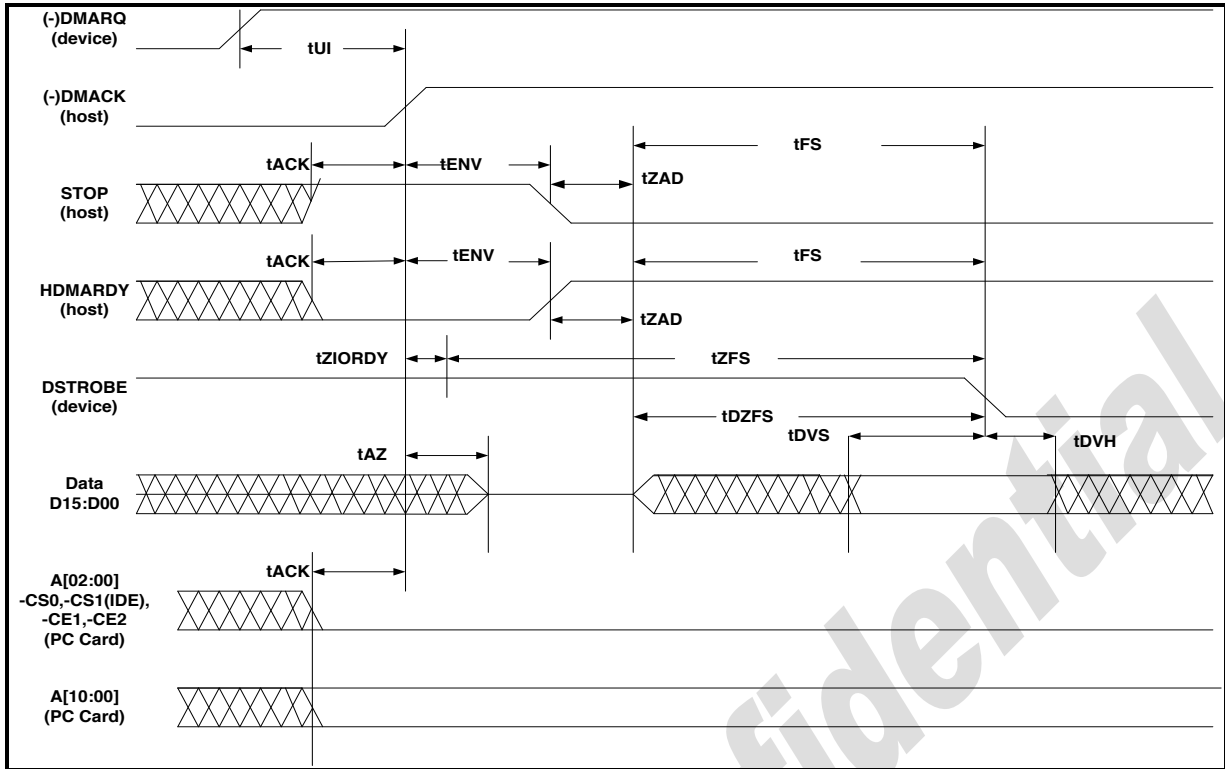 (-)DMARQ
(device)
tUI
(-)DMACK
(host)
tFS
tACK
tENV
tZAD
STOP
(host)
tACK
tENV
tFS
HDMARDY
(host)
tZAD
tZIORDY
tZFS
DSTROBE
(device)
tDZFS
tDVS
tDVH
tAZ
Data
D15:D00
tACK
A[02:00]
-CS0,-CS1(IDE),
-CE1,-CE2
(PC Card)
A[10:00]
(PC Card)
fidential